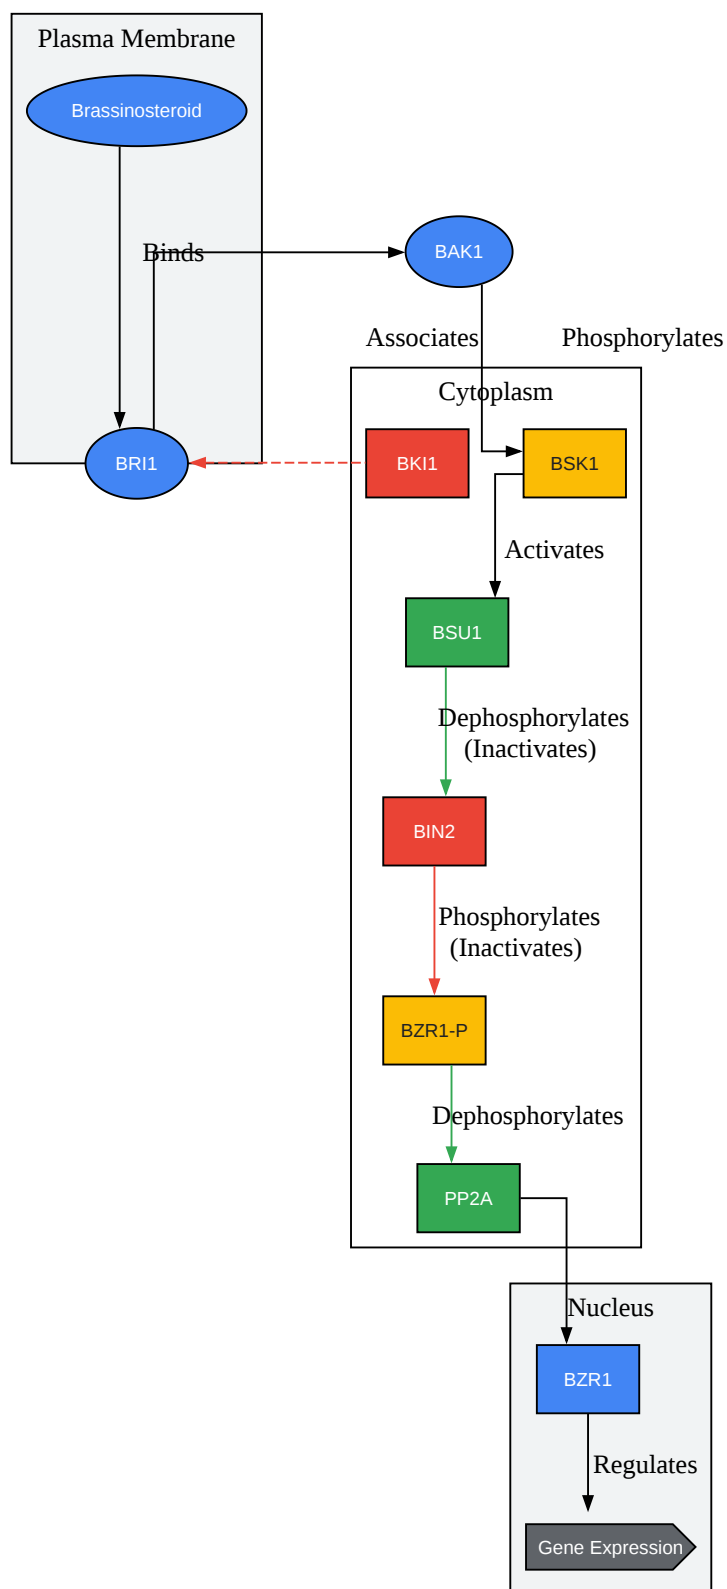 Plasma Membrane
Brassinosteroid
Binds
BAK1
Associates
Phosphorylates
Cytoplasm
BRI1
BKI1
BSK1
Activates
BSU1
Dephosphorylates
(Inactivates)
BIN2
Phosphorylates
(Inactivates)
BZR1-P
Dephosphorylates
PP2A
Nucleus
BZR1
Regulates
Gene Expression